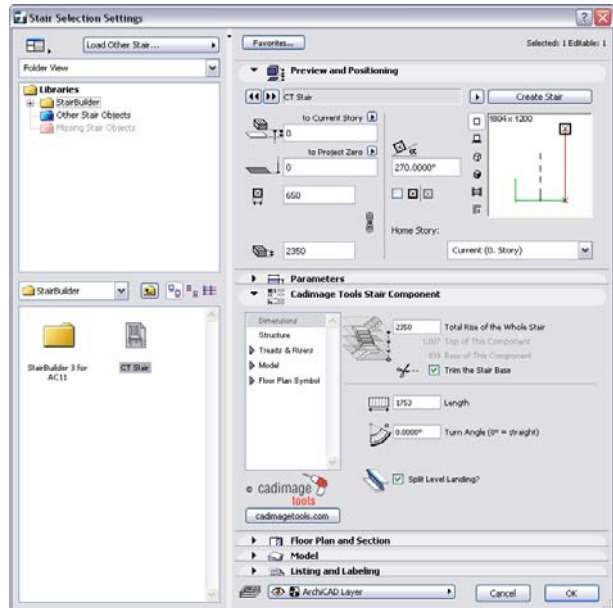 Stair Selection Settings
Load Other Stair...
Favorites...
Selected: 1 Editable: 1
Folder View
Libraries
StairBuilder
Other Stair Objects
Missing Stair Objects
Preview and Positioning
CT Stair
Create Stair
to Current Story
0
to Project Zero
0
270.0000°
650
2350
1804 x 1200
Home Story:
Current (0. Story)
Parameters
Cadimage Tools Stair Component
StairBuilder
StairBuilder 3 for AC11
CT Stair
Dimensions
Structure
Treads & Risers
Model
Floor Plan Symbol
2350 Total Rise of the Whole Stair
1,007 Top of This Component
Base of This Component
Trim the Stair Base
1753 Length
0.0000° Turn Angle (0° = straight)
Split Level Landing?
© cadimage
tools
cadimagetools.com
Floor Plan and Section
Model
Listing and Labeling
ArchiCAD Layer
Cancel
OK